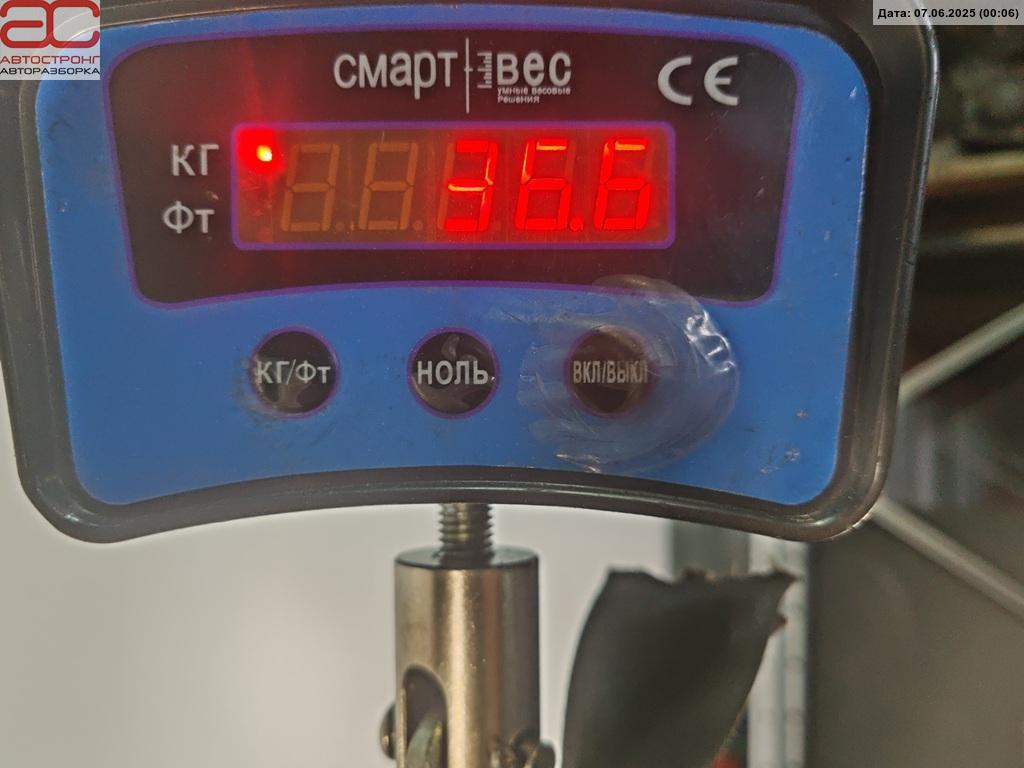 Дата: 07.06.2025 (00:06)
ас
АВТОСТРОНГ
АВТОРАЗБОРКА
смарт вес
умные весовые
решения
CE
КГ
36.6
Фт
КГ/Фт
НОЛЬ
ВКЛ/ВЫКЛ